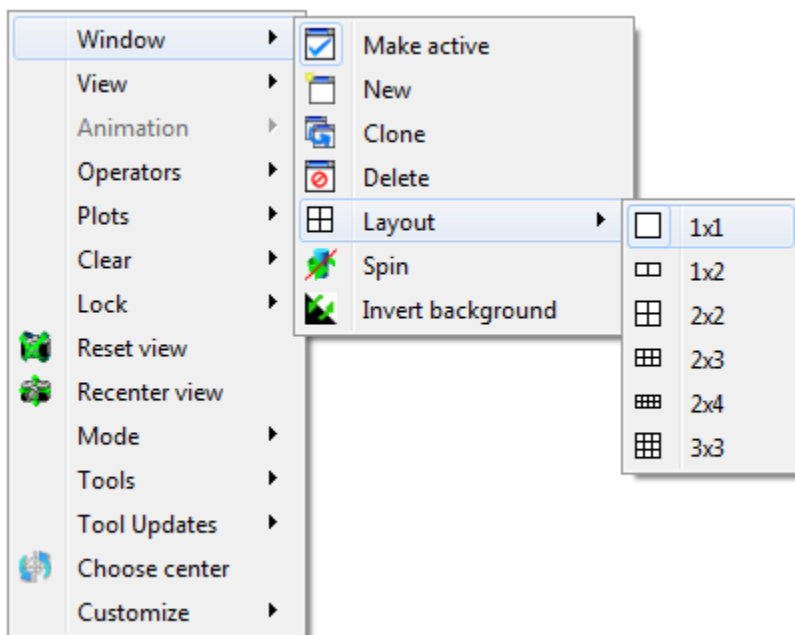 Window
View
Animation
Operators
Plots
Clear
Lock
Reset view
Recenter view
Mode
Tools
Tool Updates
Choose center
Customize
Make active
New
Clone
Delete
Layout
Spin
Invert background
1x1
1x2
2x2
2x3
2x4
3x3